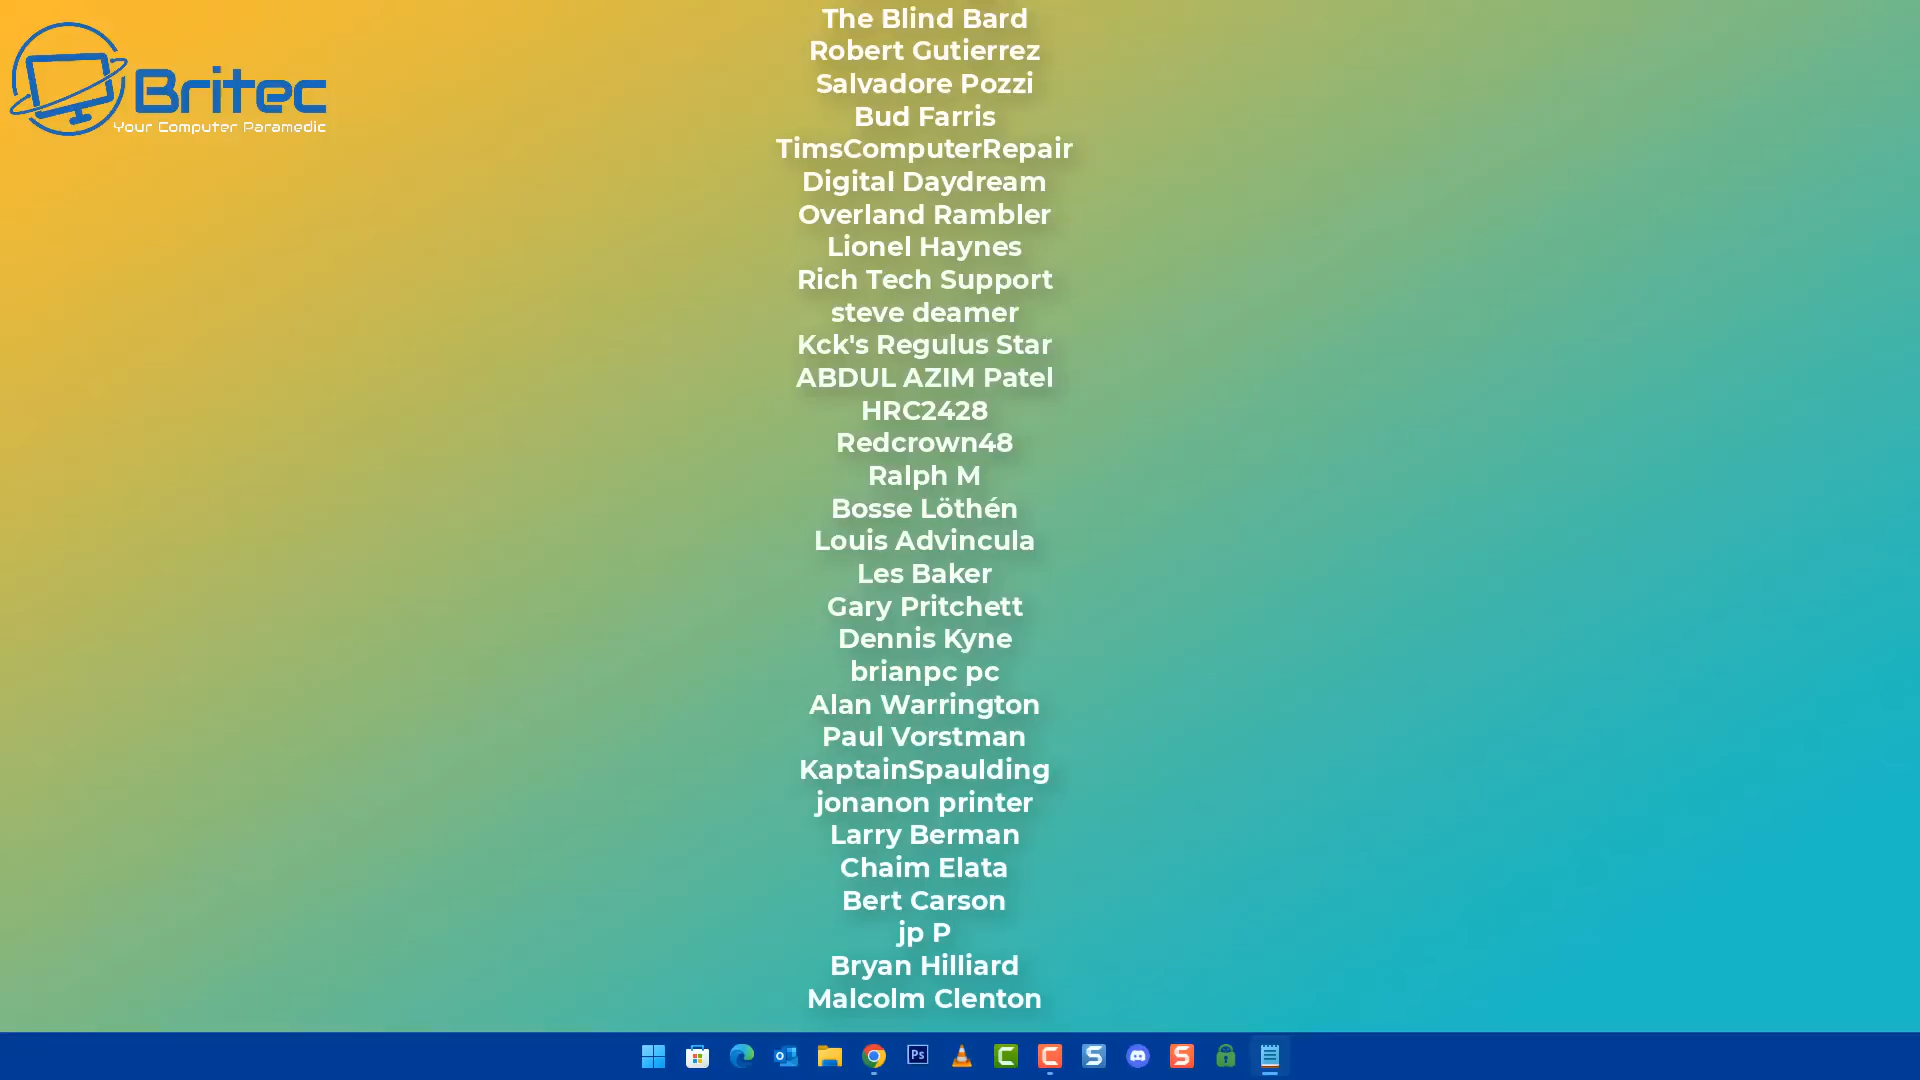 Britec
Your Computer Paramedic
The Blind Bard
Robert Gutierrez
Salvadore Pozzi
Bud Farris
TimsComputerRepair
Digital Daydream
Overland Rambler
Lionel Haynes
Rich Tech Support
steve deamer
Kck's Regulus Star
ABDUL AZIM Patel
HRC2428
Redcrown48
Ralph M
Bosse Löthén
Louis Advincula
Les Baker
Gary Pritchett
Dennis Kyne
brianpc pc
Alan Warrington
Paul Vorstman
KaptainSpaulding
jonanon printer
Larry Berman
Chaim Elata
Bert Carson
jp P
Bryan Hilliard
Malcolm Clenton
Ps